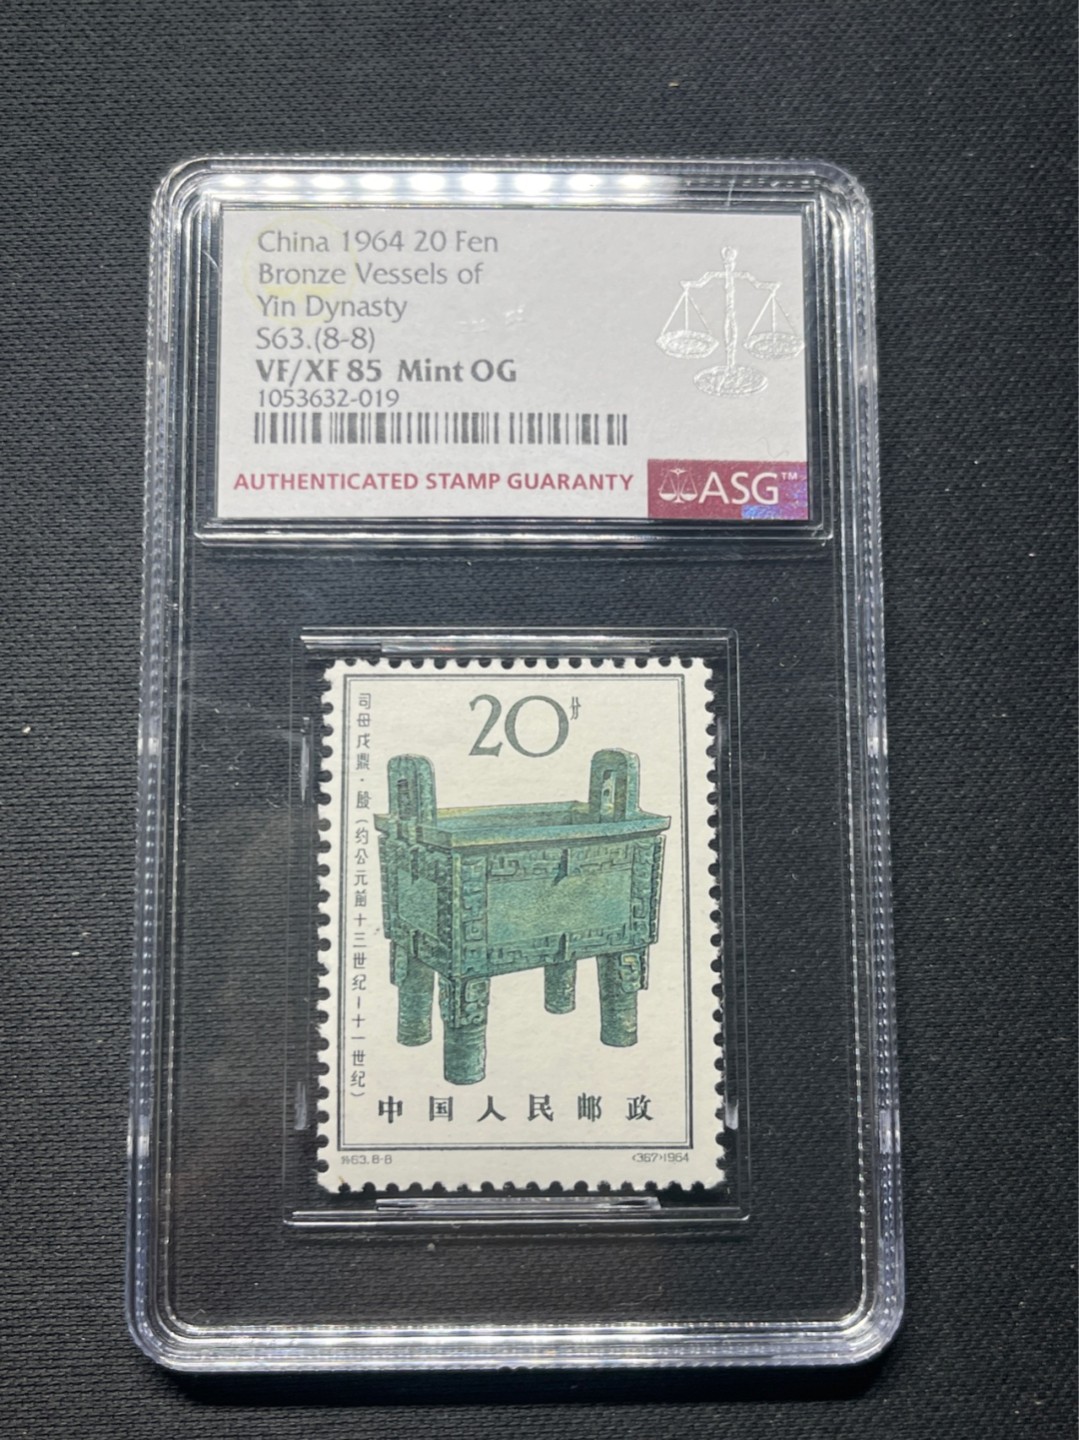 China 1964 20 Fen
Bronze Vessels of
Yin Dynasty
S63.(8-8)
VF/XF 85 Mint OG
1053632-019
AUTHENTICATED STAMP GUARANTY
ASG™
20分
司母戊鼎·殷(约公元前十三世纪—十一世纪)
中国人民邮政
特63.8-8
<367>1964